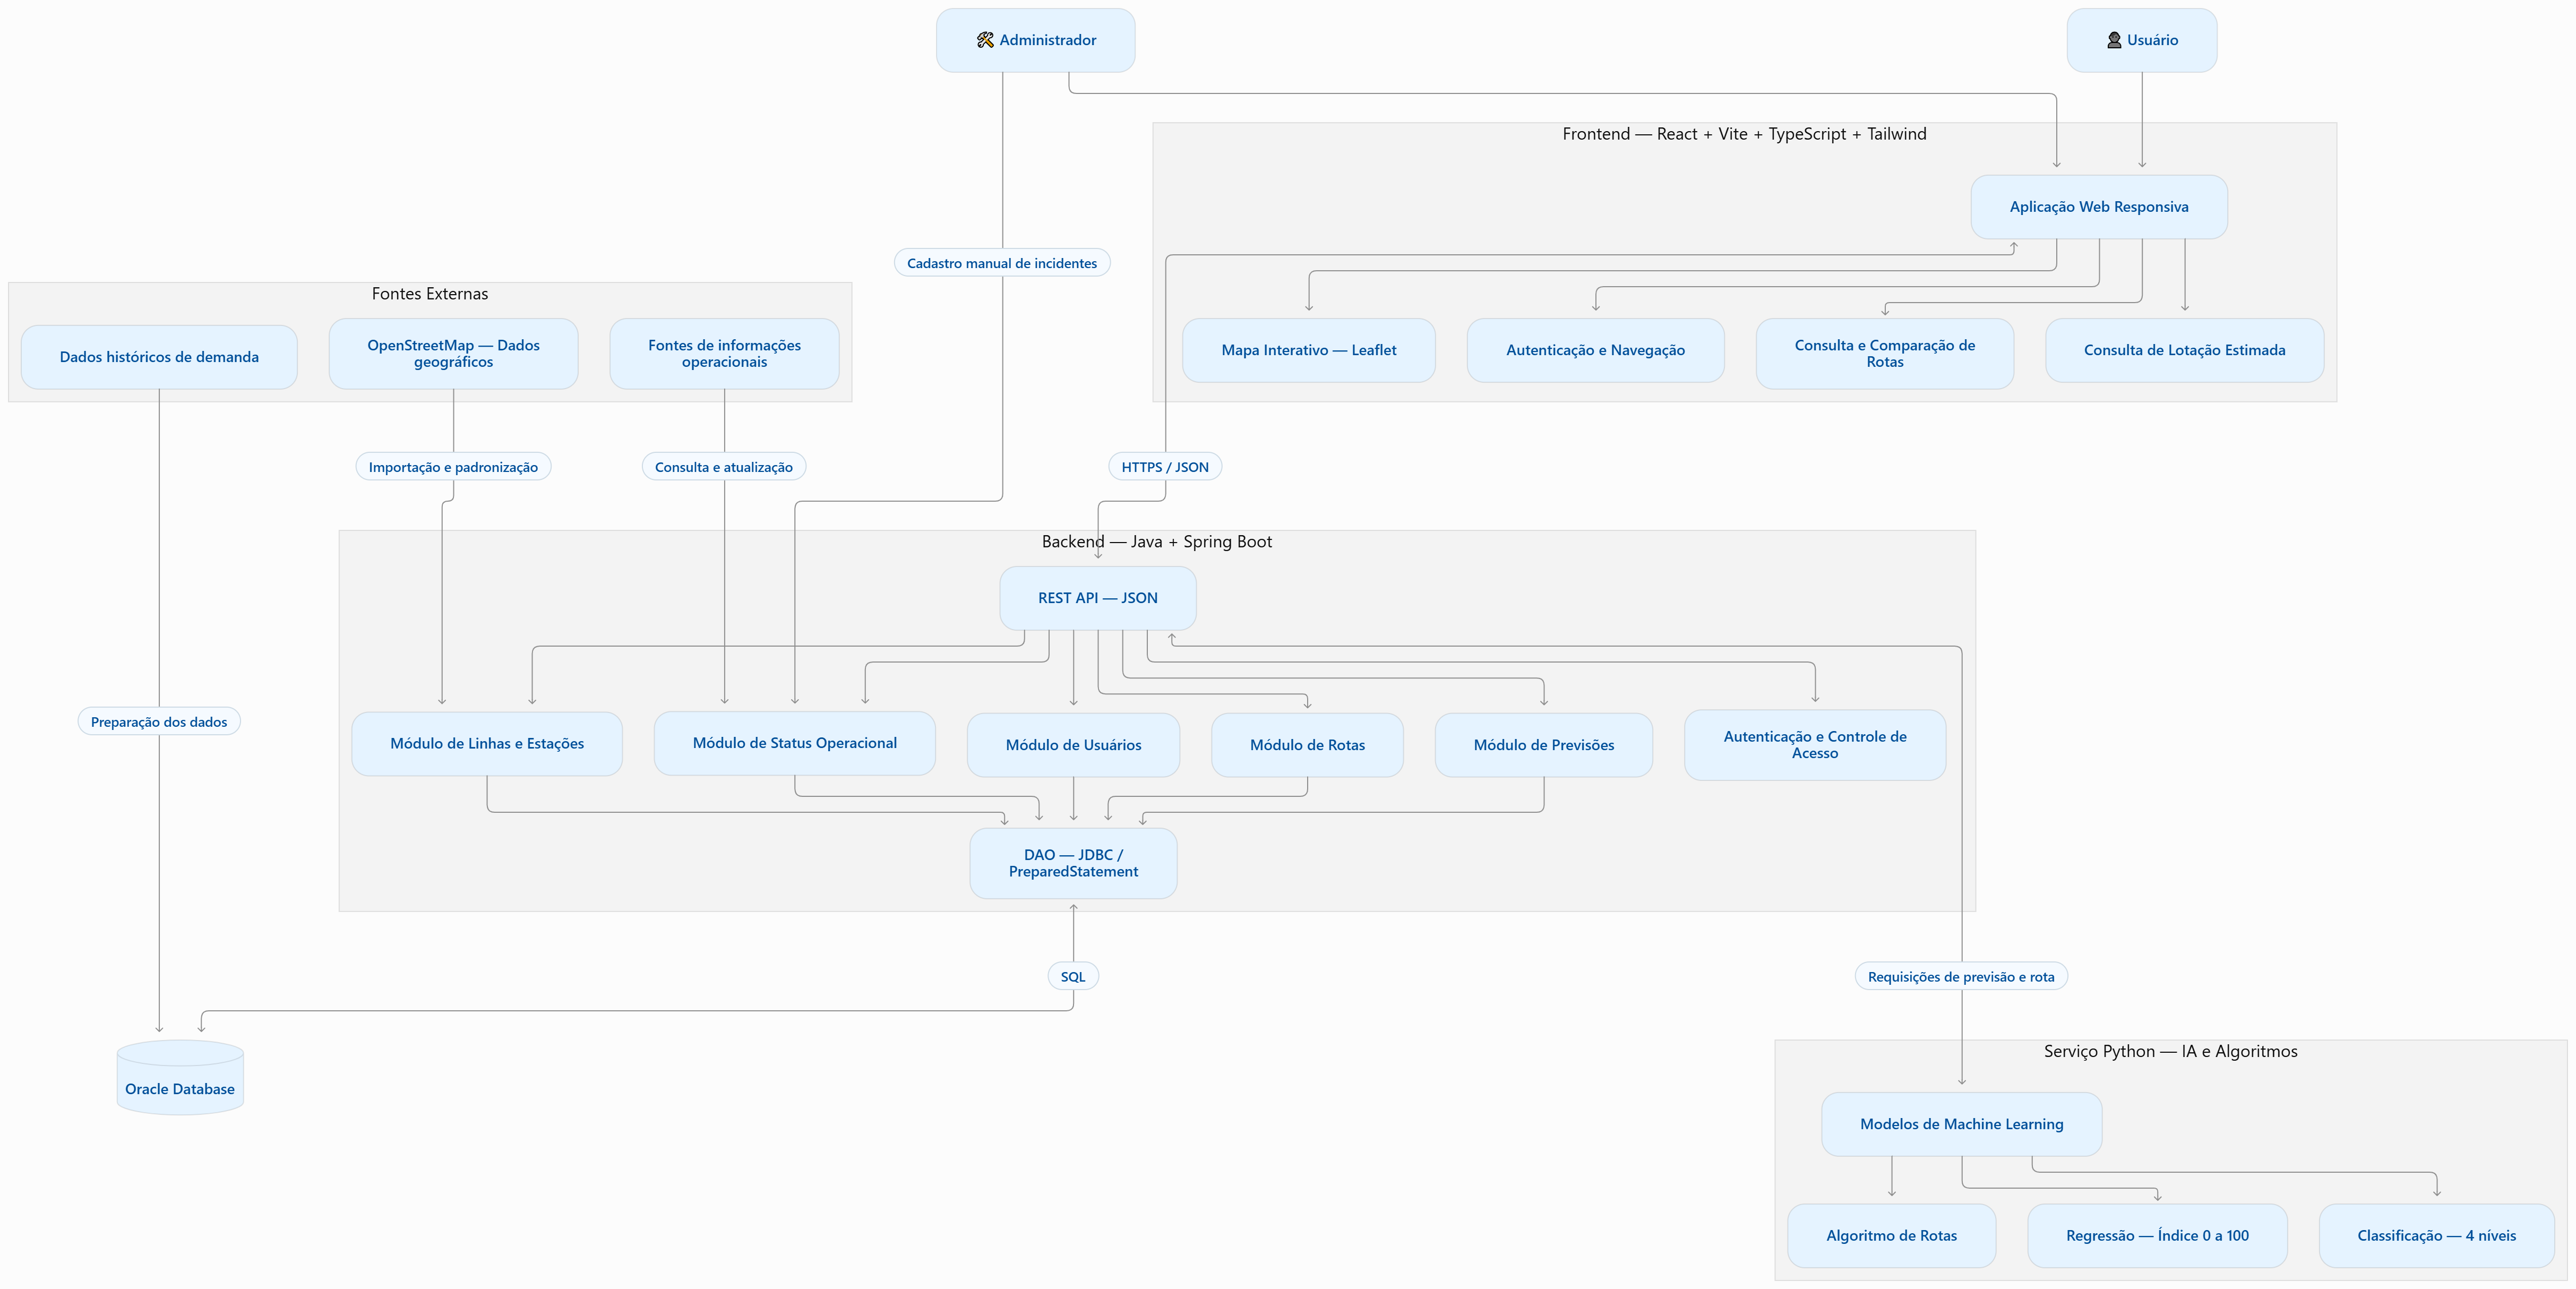 🛠️ Administrador
👤 Usuário
Frontend — React + Vite + TypeScript + Tailwind
Aplicação Web Responsiva
Cadastro manual de incidentes
Fontes Externas
Dados históricos de demanda
OpenStreetMap — Dados
geográficos
Fontes de informações
operacionais
Mapa Interativo — Leaflet
Autenticação e Navegação
Consulta e Comparação de
Rotas
Consulta de Lotação Estimada
Importação e padronização
Consulta e atualização
HTTPS / JSON
Backend — Java + Spring Boot
REST API — JSON
Preparação dos dados
Módulo de Linhas e Estações
Módulo de Status Operacional
Módulo de Usuários
Módulo de Rotas
Módulo de Previsões
Autenticação e Controle de
Acesso
DAO — JDBC /
PreparedStatement
SQL
Requisições de previsão e rota
Oracle Database
Serviço Python — IA e Algoritmos
Modelos de Machine Learning
Algoritmo de Rotas
Regressão — Índice 0 a 100
Classificação — 4 níveis